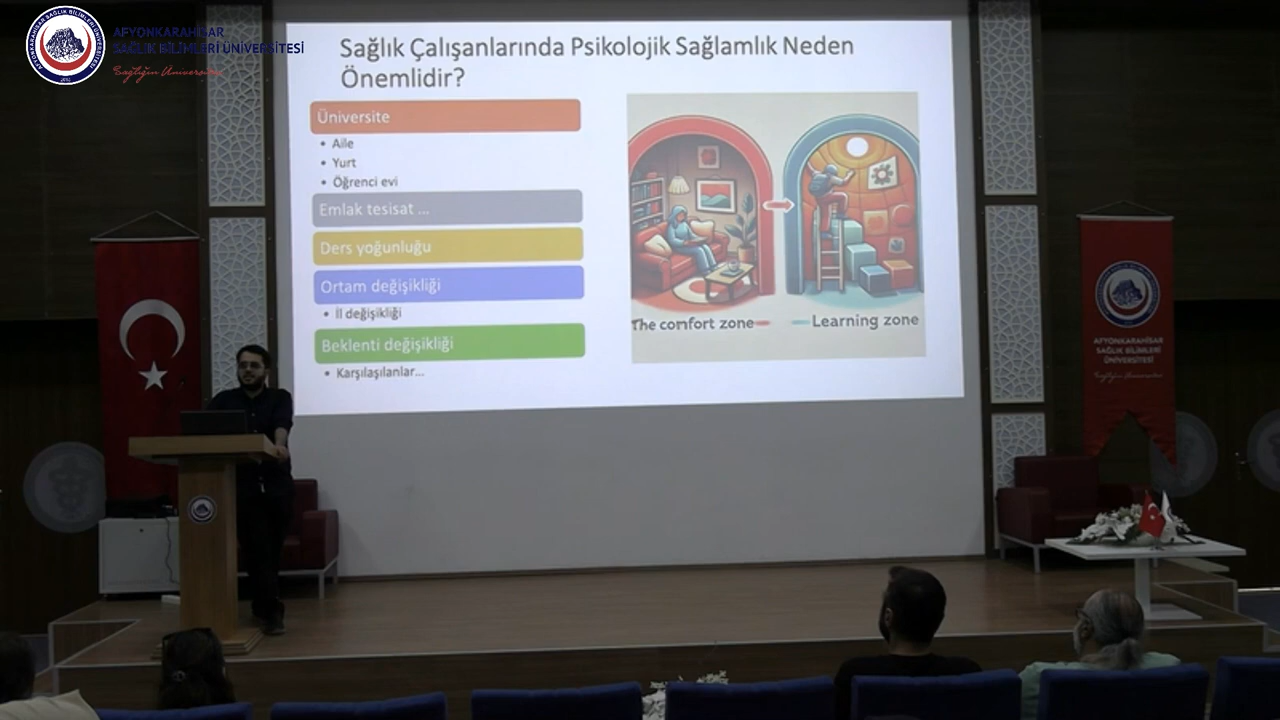 AFYONKARAHİSAR
SAĞLIK BİLİMLERİ ÜNİVERSİTESİ
Sağlığın Üniversitesi
Sağlık Çalışanlarında Psikolojik Sağlamlık Neden
Önemlidir?
Üniversite
• Aile
• Yurt
• Öğrenci evi
Emlak tesisat ...
Ders yoğunluğu
Ortam değişikliği
• İl değişikliği
Beklenti değişikliği
• Karşılaşılanlar...
The comfort zone
Learning zone
AFYONKARAHİSAR
SAĞLIK BİLİMLERİ
ÜNİVERSİTESİ
Sağlığın Üniversitesi